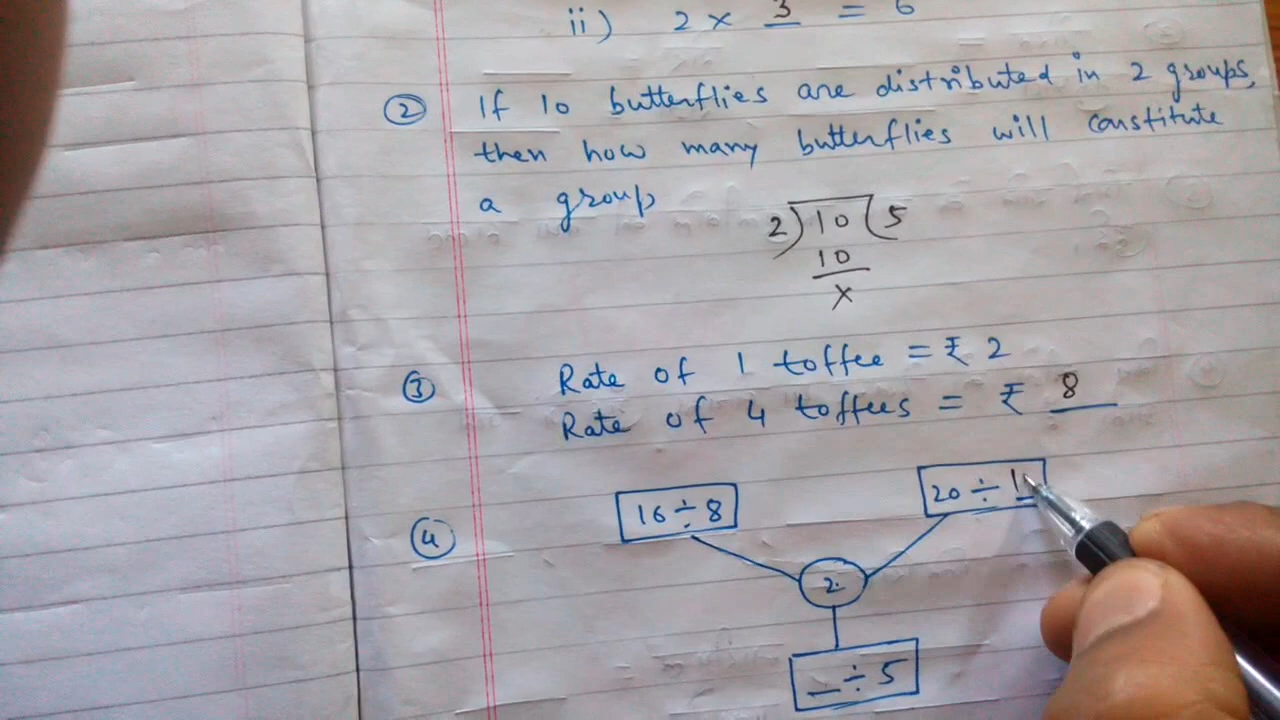 ii) 2 × 3 = 6
② If 10 butterflies are distributed in 2 groups,
then how many butterflies will constitute
a group
2)10(5
10
x
③ Rate of 1 toffee = ₹ 2
Rate of 4 toffees = ₹ 8
④ 16 ÷ 8 20 ÷ 1
2
_ ÷ 5